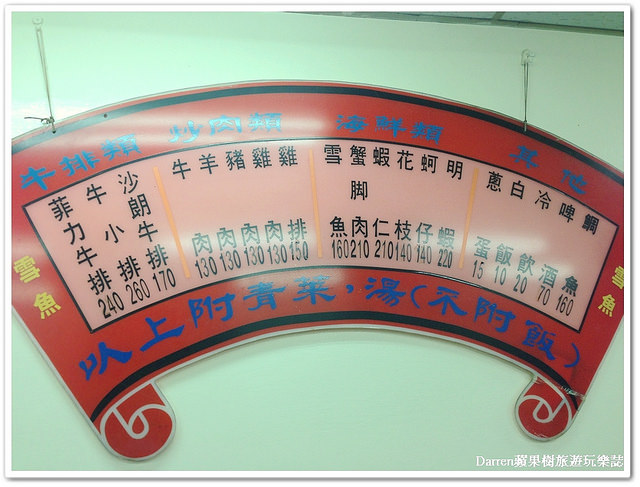 牛排類
炒肉類
海鮮類
其他
菲力牛排 240
牛小排 260
沙朗牛排 170
牛肉 130
羊肉 130
豬肉 130
雞肉 130
雞排 150
雪魚 160
蟹脚肉 210
蝦仁 210
花枝 140
蚵仔 140
明蝦 220
蔥蛋 15
白飯 10
冷飲 20
啤酒 70
鯛魚 160
雪魚
雪魚
以上附青菜,湯(不附飯)
Darren蘋果樹旅遊玩樂誌